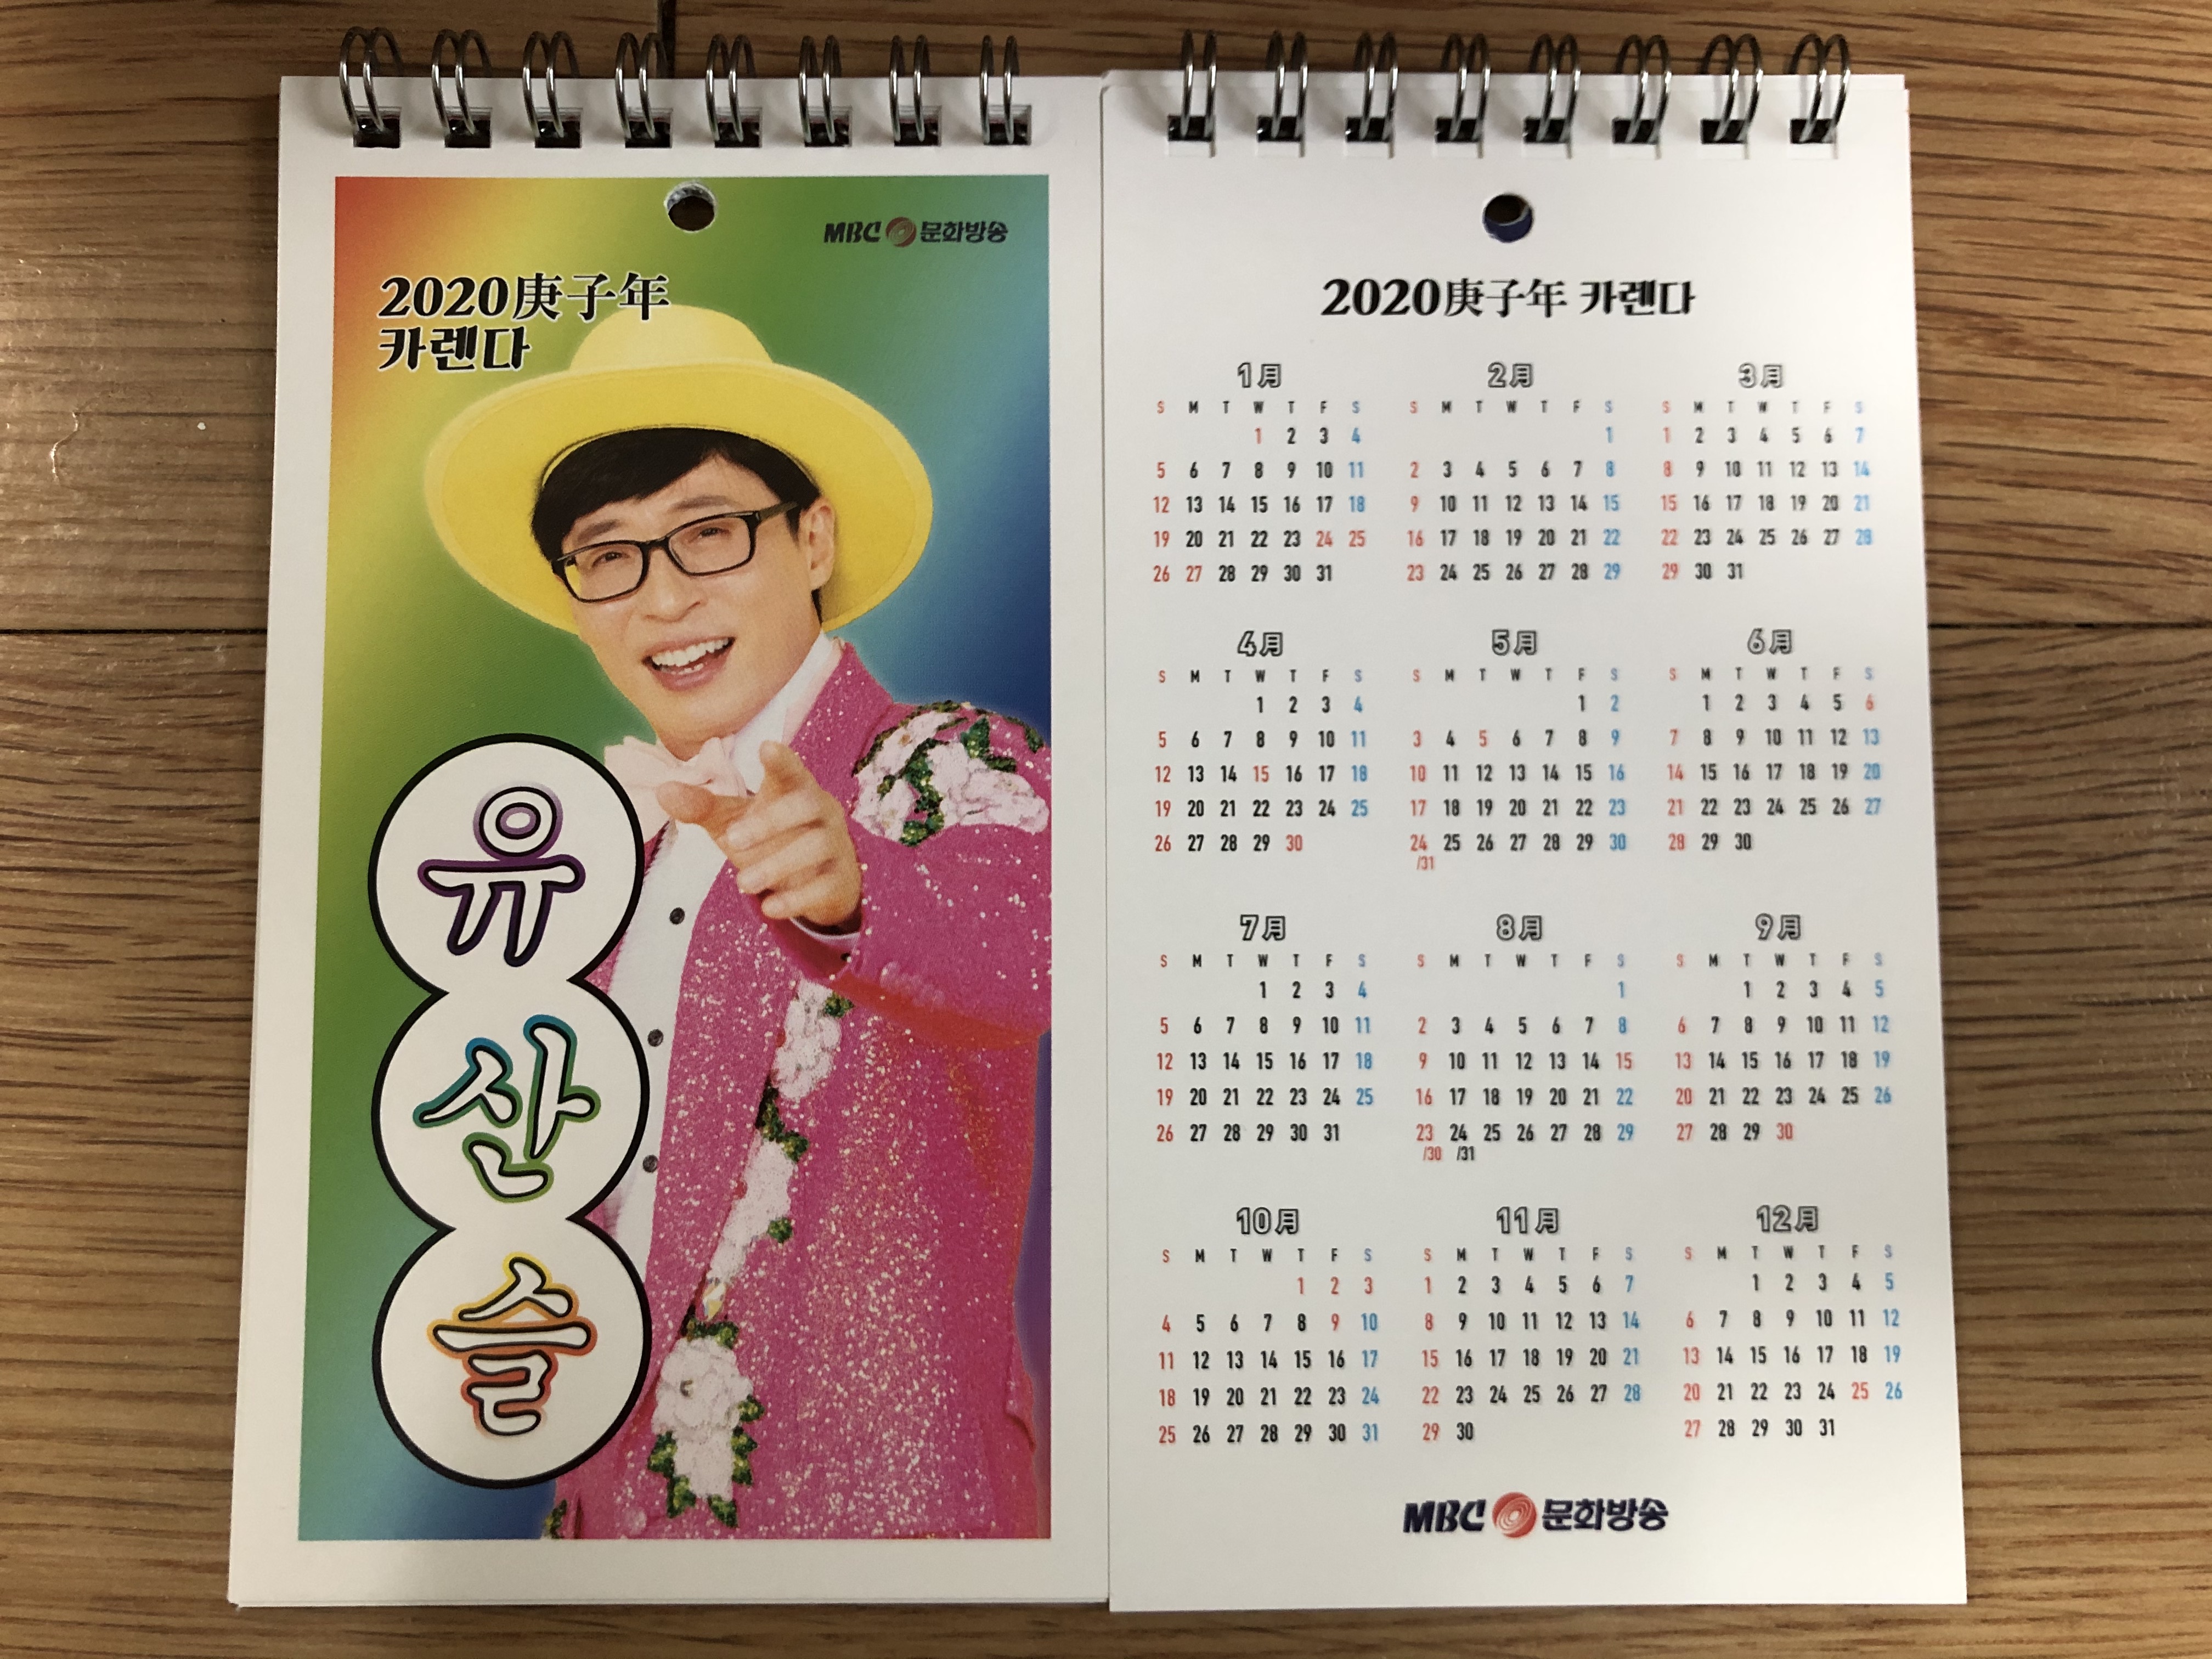 MBC 문화방송
2020庚子年
카렌다
유
산
슬
2020庚子年 카렌다
1月 2月 3月
S M T W T F S S M T W T F S S M T W T F S
1 2 3 4 1 1 2 3 4 5 6 7
5 6 7 8 9 10 11 2 3 4 5 6 7 8 8 9 10 11 12 13 14
12 13 14 15 16 17 18 9 10 11 12 13 14 15 15 16 17 18 19 20 21
19 20 21 22 23 24 25 16 17 18 19 20 21 22 22 23 24 25 26 27 28
26 27 28 29 30 31 23 24 25 26 27 28 29 29 30 31
4月 5月 6月
S M T W T F S S M T W T F S S M T W T F S
1 2 3 4 1 2 1 2 3 4 5 6
5 6 7 8 9 10 11 3 4 5 6 7 8 9 7 8 9 10 11 12 13
12 13 14 15 16 17 18 10 11 12 13 14 15 16 14 15 16 17 18 19 20
19 20 21 22 23 24 25 17 18 19 20 21 22 23 21 22 23 24 25 26 27
26 27 28 29 30 24 25 26 27 28 29 30 28 29 30
/31
7月 8月 9月
S M T W T F S S M T W T F S S M T W T F S
1 2 3 4 1 1 2 3 4 5
5 6 7 8 9 10 11 2 3 4 5 6 7 8 6 7 8 9 10 11 12
12 13 14 15 16 17 18 9 10 11 12 13 14 15 13 14 15 16 17 18 19
19 20 21 22 23 24 25 16 17 18 19 20 21 22 20 21 22 23 24 25 26
26 27 28 29 30 31 23 24 25 26 27 28 29 27 28 29 30
/30 /31
10月 11月 12月
S M T W T F S S M T W T F S S M T W T F S
1 2 3 1 2 3 4 5 6 7 1 2 3 4 5
4 5 6 7 8 9 10 8 9 10 11 12 13 14 6 7 8 9 10 11 12
11 12 13 14 15 16 17 15 16 17 18 19 20 21 13 14 15 16 17 18 19
18 19 20 21 22 23 24 22 23 24 25 26 27 28 20 21 22 23 24 25 26
25 26 27 28 29 30 31 29 30 27 28 29 30 31
MBC 문화방송